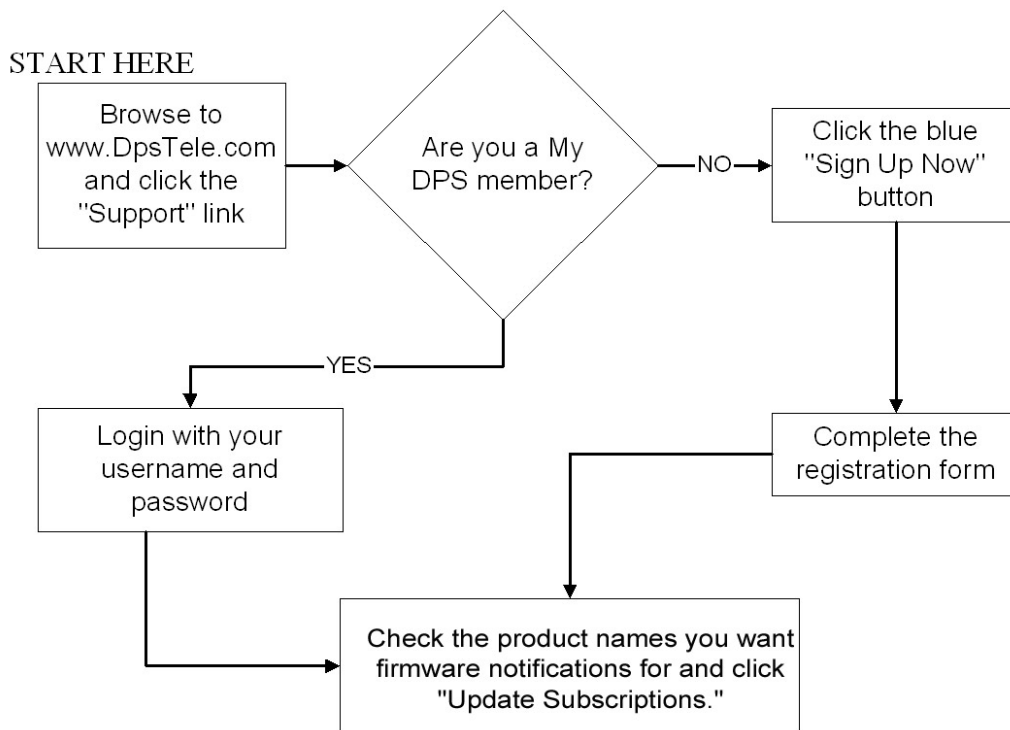 START HERE
Browse to
www.DpsTele.com
and click the
"Support" link
Are you a My
DPS member?
NO
Click the blue
"Sign Up Now"
button
YES
Login with your
username and
password
Complete the
registration form
Check the product names you want
firmware notifications for and click
"Update Subscriptions."